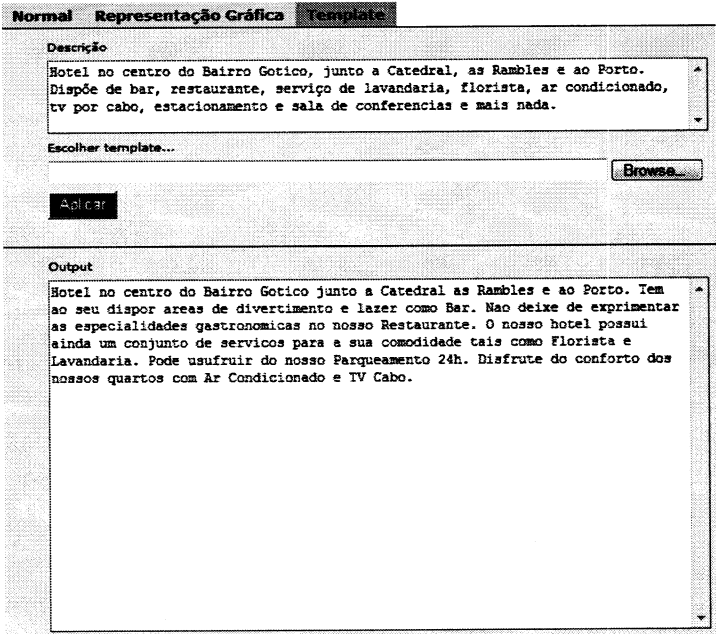 Normal Representação Gráfica Template
Descrição
Hotel no centro do Bairro Gotico, junto a Catedral, as Rambles e ao Porto.
Dispõe de bar, restaurante, serviço de lavandaria, florista, ar condicionado,
tv por cabo, estacionamento e sala de conferencias e mais nada.
Escolher template...
Browse...
Aplicar
Output
Hotel no centro do Bairro Gotico junto a Catedral as Rambles e ao Porto. Tem
ao seu dispor areas de divertimento e lazer como Bar. Nao deixe de exprimentar
as especialidades gastronomicas no nosso Restaurante. O nosso hotel possui
ainda um conjunto de servicos para a sua comodidade tais como Florista e
Lavandaria. Pode usufruir do nosso Parqueamento 24h. Disfrute do conforto dos
nossos quartos com Ar Condicionado e TV Cabo.